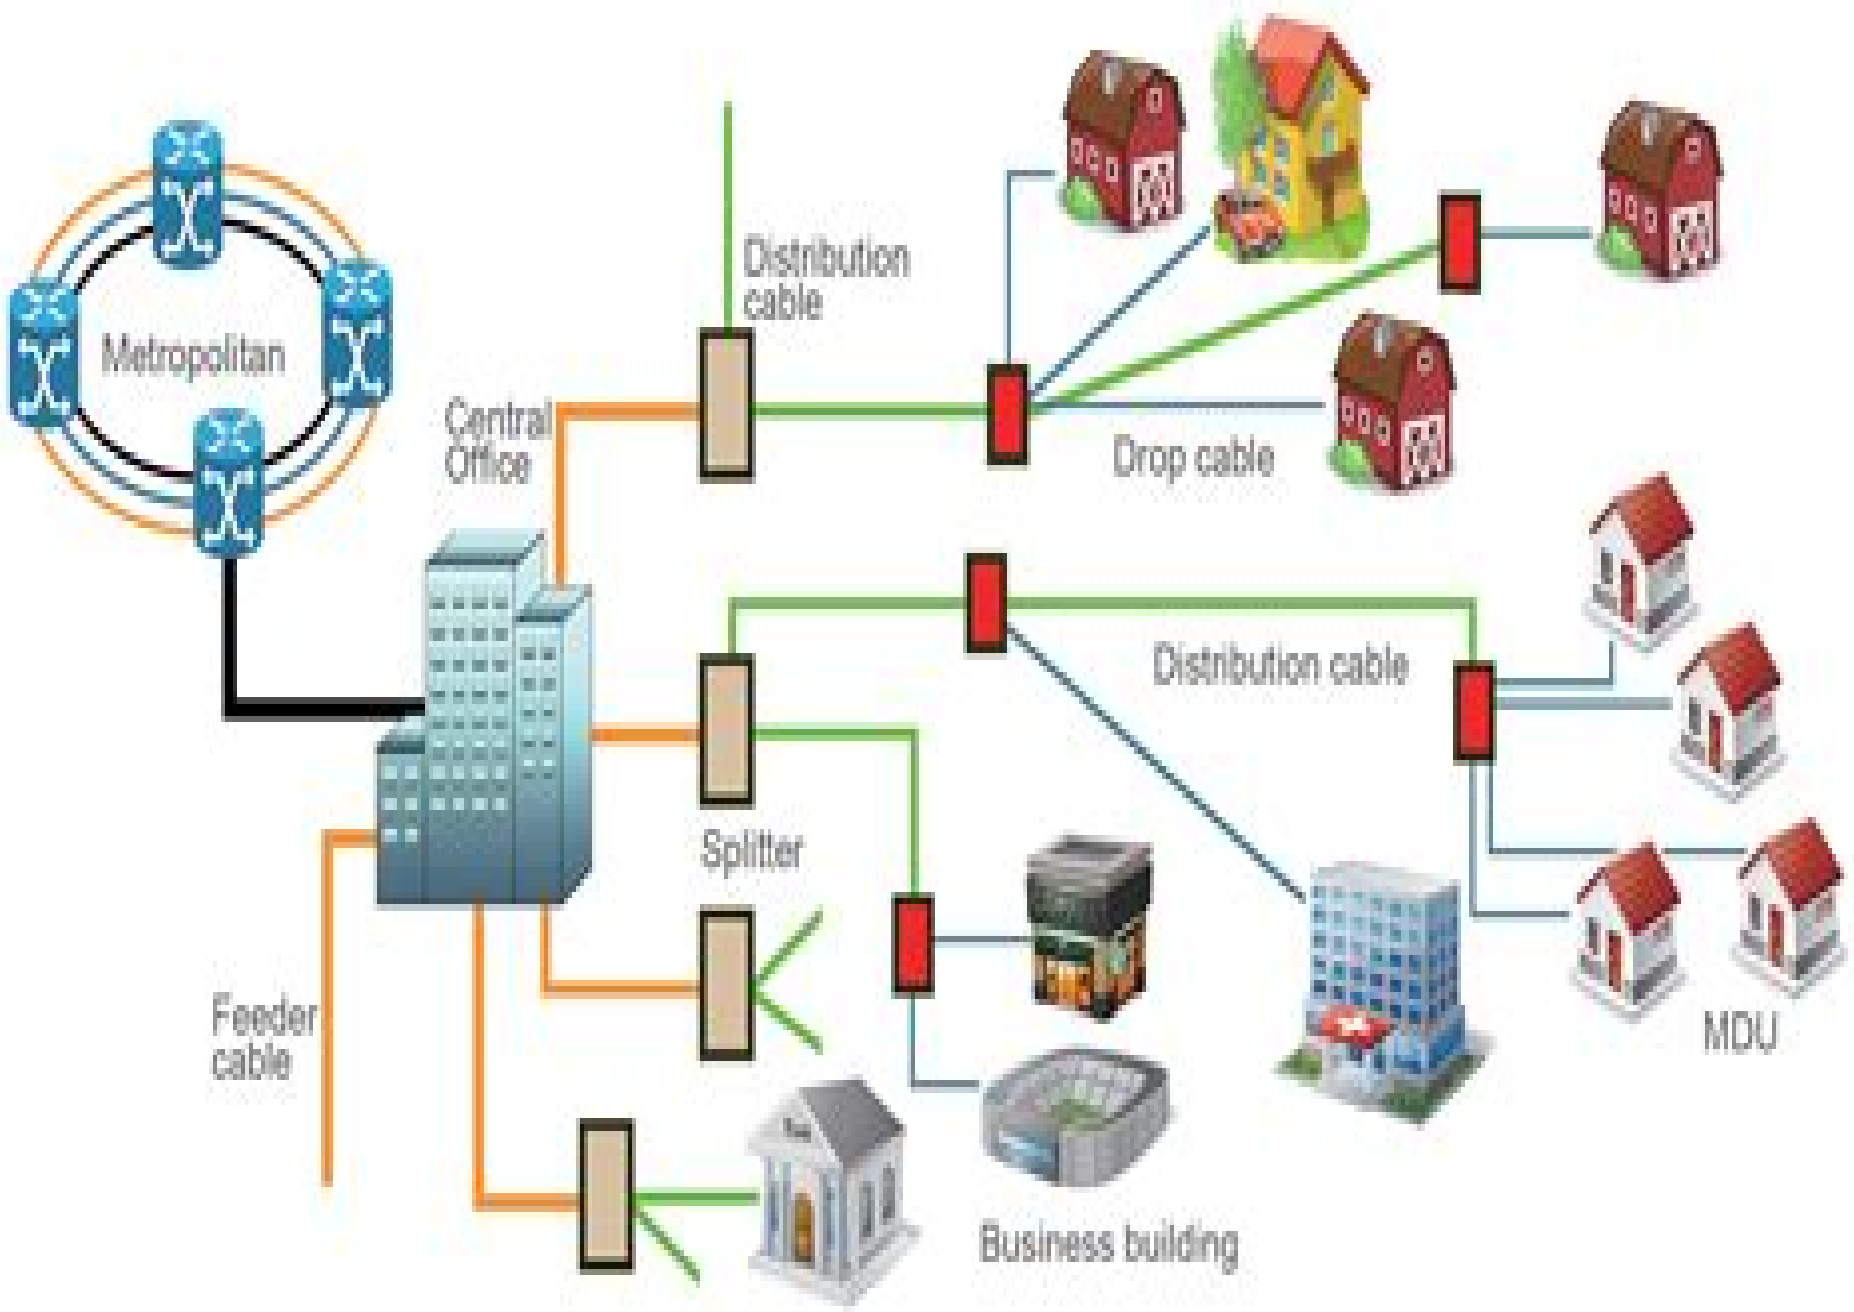 Distribution
cable
Metropolitan
Central
Office
Drop cable
Distribution cable
Splitter
Feeder
cable
MDU
Business building